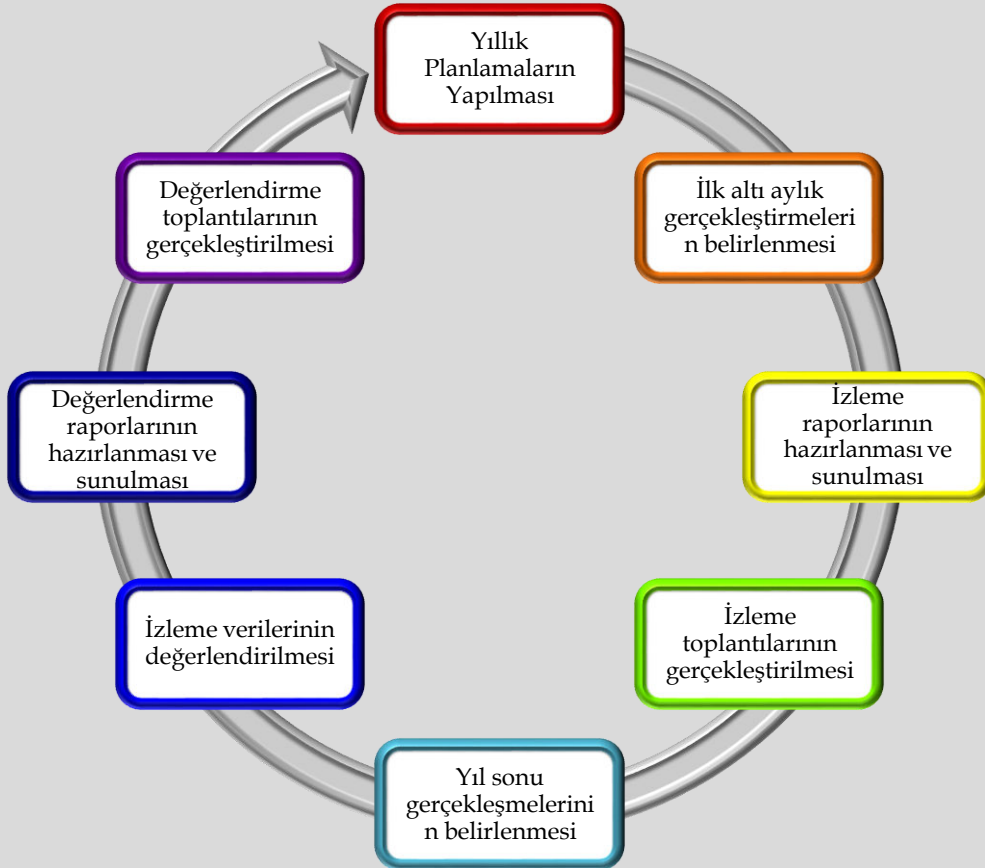 Yıllık
Planlamaların
Yapılması
İlk altı aylık
gerçekleştirmeleri
n belirlenmesi
İzleme
raporlarının
hazırlanması ve
sunulması
İzleme
toplantılarının
gerçekleştirilmesi
Yıl sonu
gerçekleşmelerini
n belirlenmesi
İzleme verilerinin
değerlendirilmesi
Değerlendirme
raporlarının
hazırlanması ve
sunulması
Değerlendirme
toplantılarının
gerçekleştirilmesi